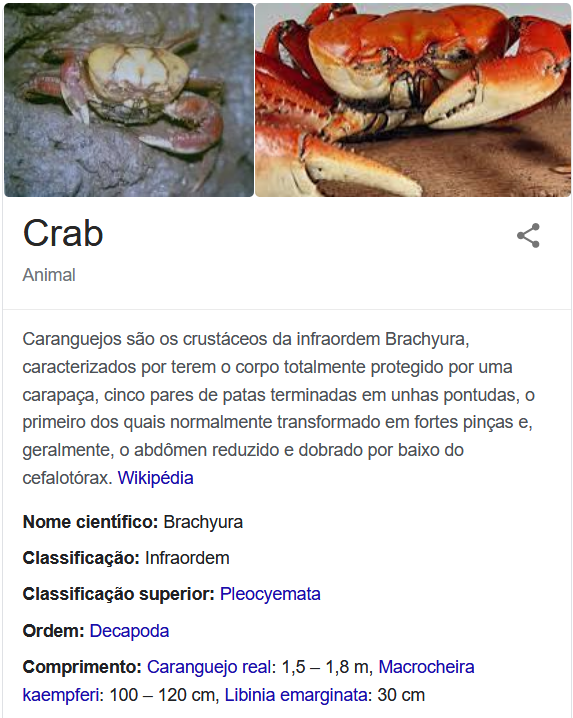 Crab
Animal
Caranguejos são os crustáceos da infraordem Brachyura,
caracterizados por terem o corpo totalmente protegido por uma
carapaça, cinco pares de patas terminadas em unhas pontudas, o
primeiro dos quais normalmente transformado em fortes pinças e,
geralmente, o abdômen reduzido e dobrado por baixo do
cefalotórax. Wikipédia
Nome científico: Brachyura
Classificação: Infraordem
Classificação superior: Pleocyemata
Ordem: Decapoda
Comprimento: Caranguejo real: 1,5 – 1,8 m, Macrocheira
kaempferi: 100 – 120 cm, Libinia emarginata: 30 cm